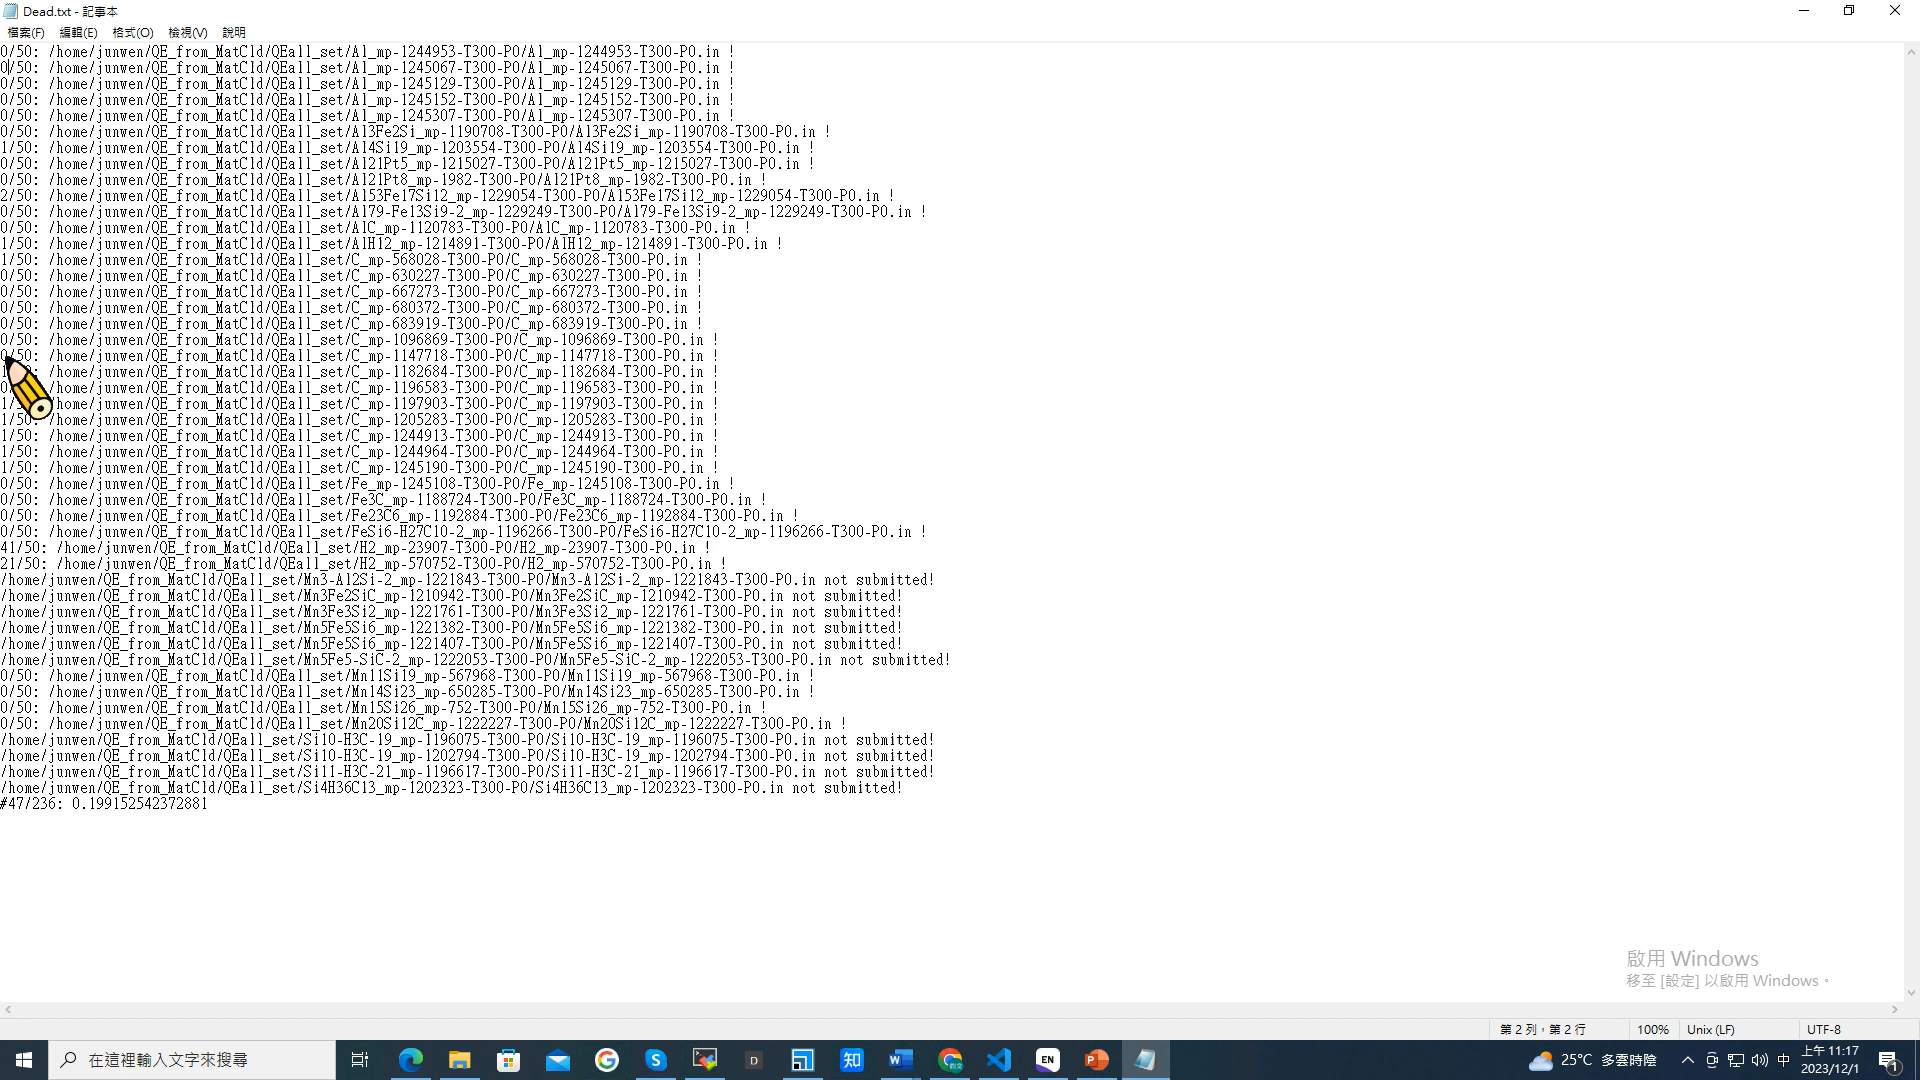 Dead.txt - 記事本
檔案(F) 編輯(E) 格式(O) 檢視(V) 說明
0/50: /home/junwen/QE_from_MatCld/QEall_set/Al_mp-1244953-T300-P0/Al_mp-1244953-T300-P0.in !
0/50: /home/junwen/QE_from_MatCld/QEall_set/Al_mp-1245067-T300-P0/Al_mp-1245067-T300-P0.in !
0/50: /home/junwen/QE_from_MatCld/QEall_set/Al_mp-1245129-T300-P0/Al_mp-1245129-T300-P0.in !
0/50: /home/junwen/QE_from_MatCld/QEall_set/Al_mp-1245152-T300-P0/Al_mp-1245152-T300-P0.in !
0/50: /home/junwen/QE_from_MatCld/QEall_set/Al_mp-1245307-T300-P0/Al_mp-1245307-T300-P0.in !
0/50: /home/junwen/QE_from_MatCld/QEall_set/Al3Fe2Si_mp-1190708-T300-P0/Al3Fe2Si_mp-1190708-T300-P0.in !
1/50: /home/junwen/QE_from_MatCld/QEall_set/Al4Si19_mp-1203554-T300-P0/Al4Si19_mp-1203554-T300-P0.in !
0/50: /home/junwen/QE_from_MatCld/QEall_set/Al21Pt5_mp-1215027-T300-P0/Al21Pt5_mp-1215027-T300-P0.in !
0/50: /home/junwen/QE_from_MatCld/QEall_set/Al21Pt8_mp-1982-T300-P0/Al21Pt8_mp-1982-T300-P0.in !
2/50: /home/junwen/QE_from_MatCld/QEall_set/Al53Fe17Si12_mp-1229054-T300-P0/Al53Fe17Si12_mp-1229054-T300-P0.in !
0/50: /home/junwen/QE_from_MatCld/QEall_set/Al79-Fe13Si9-2_mp-1229249-T300-P0/Al79-Fe13Si9-2_mp-1229249-T300-P0.in !
0/50: /home/junwen/QE_from_MatCld/QEall_set/AlC_mp-1120783-T300-P0/AlC_mp-1120783-T300-P0.in !
1/50: /home/junwen/QE_from_MatCld/QEall_set/AlH12_mp-1214891-T300-P0/AlH12_mp-1214891-T300-P0.in !
1/50: /home/junwen/QE_from_MatCld/QEall_set/C_mp-568028-T300-P0/C_mp-568028-T300-P0.in !
0/50: /home/junwen/QE_from_MatCld/QEall_set/C_mp-630227-T300-P0/C_mp-630227-T300-P0.in !
0/50: /home/junwen/QE_from_MatCld/QEall_set/C_mp-667273-T300-P0/C_mp-667273-T300-P0.in !
0/50: /home/junwen/QE_from_MatCld/QEall_set/C_mp-680372-T300-P0/C_mp-680372-T300-P0.in !
0/50: /home/junwen/QE_from_MatCld/QEall_set/C_mp-683919-T300-P0/C_mp-683919-T300-P0.in !
0/50: /home/junwen/QE_from_MatCld/QEall_set/C_mp-1096869-T300-P0/C_mp-1096869-T300-P0.in !
0/50: /home/junwen/QE_from_MatCld/QEall_set/C_mp-1147718-T300-P0/C_mp-1147718-T300-P0.in !
/home/junwen/QE_from_MatCld/QEall_set/C_mp-1182684-T300-P0/C_mp-1182684-T300-P0.in !
/home/junwen/QE_from_MatCld/QEall_set/C_mp-1196583-T300-P0/C_mp-1196583-T300-P0.in !
/home/junwen/QE_from_MatCld/QEall_set/C_mp-1197903-T300-P0/C_mp-1197903-T300-P0.in !
1/50: /home/junwen/QE_from_MatCld/QEall_set/C_mp-1205283-T300-P0/C_mp-1205283-T300-P0.in !
1/50: /home/junwen/QE_from_MatCld/QEall_set/C_mp-1244913-T300-P0/C_mp-1244913-T300-P0.in !
1/50: /home/junwen/QE_from_MatCld/QEall_set/C_mp-1244964-T300-P0/C_mp-1244964-T300-P0.in !
1/50: /home/junwen/QE_from_MatCld/QEall_set/C_mp-1245190-T300-P0/C_mp-1245190-T300-P0.in !
0/50: /home/junwen/QE_from_MatCld/QEall_set/Fe_mp-1245108-T300-P0/Fe_mp-1245108-T300-P0.in !
0/50: /home/junwen/QE_from_MatCld/QEall_set/Fe3C_mp-1188724-T300-P0/Fe3C_mp-1188724-T300-P0.in !
0/50: /home/junwen/QE_from_MatCld/QEall_set/Fe23C6_mp-1192884-T300-P0/Fe23C6_mp-1192884-T300-P0.in !
0/50: /home/junwen/QE_from_MatCld/QEall_set/FeSi6-H27C10-2_mp-1196266-T300-P0/FeSi6-H27C10-2_mp-1196266-T300-P0.in !
41/50: /home/junwen/QE_from_MatCld/QEall_set/H2_mp-23907-T300-P0/H2_mp-23907-T300-P0.in !
21/50: /home/junwen/QE_from_MatCld/QEall_set/H2_mp-570752-T300-P0/H2_mp-570752-T300-P0.in !
/home/junwen/QE_from_MatCld/QEall_set/Mn3-Al2Si-2_mp-1221843-T300-P0/Mn3-Al2Si-2_mp-1221843-T300-P0.in not submitted!
/home/junwen/QE_from_MatCld/QEall_set/Mn3Fe2SiC_mp-1210942-T300-P0/Mn3Fe2SiC_mp-1210942-T300-P0.in not submitted!
/home/junwen/QE_from_MatCld/QEall_set/Mn3Fe3Si2_mp-1221761-T300-P0/Mn3Fe3Si2_mp-1221761-T300-P0.in not submitted!
/home/junwen/QE_from_MatCld/QEall_set/Mn5Fe5Si6_mp-1221382-T300-P0/Mn5Fe5Si6_mp-1221382-T300-P0.in not submitted!
/home/junwen/QE_from_MatCld/QEall_set/Mn5Fe5Si6_mp-1221407-T300-P0/Mn5Fe5Si6_mp-1221407-T300-P0.in not submitted!
/home/junwen/QE_from_MatCld/QEall_set/Mn5Fe5-SiC-2_mp-1222053-T300-P0/Mn5Fe5-SiC-2_mp-1222053-T300-P0.in not submitted!
0/50: /home/junwen/QE_from_MatCld/QEall_set/Mn11Si19_mp-567968-T300-P0/Mn11Si19_mp-567968-T300-P0.in !
0/50: /home/junwen/QE_from_MatCld/QEall_set/Mn14Si23_mp-650285-T300-P0/Mn14Si23_mp-650285-T300-P0.in !
0/50: /home/junwen/QE_from_MatCld/QEall_set/Mn15Si26_mp-752-T300-P0/Mn15Si26_mp-752-T300-P0.in !
0/50: /home/junwen/QE_from_MatCld/QEall_set/Mn20Si12C_mp-1222227-T300-P0/Mn20Si12C_mp-1222227-T300-P0.in !
/home/junwen/QE_from_MatCld/QEall_set/Si10-H3C-19_mp-1196075-T300-P0/Si10-H3C-19_mp-1196075-T300-P0.in not submitted!
/home/junwen/QE_from_MatCld/QEall_set/Si10-H3C-19_mp-1202794-T300-P0/Si10-H3C-19_mp-1202794-T300-P0.in not submitted!
/home/junwen/QE_from_MatCld/QEall_set/Si11-H3C-21_mp-1196617-T300-P0/Si11-H3C-21_mp-1196617-T300-P0.in not submitted!
/home/junwen/QE_from_MatCld/QEall_set/Si4H36C13_mp-1202323-T300-P0/Si4H36C13_mp-1202323-T300-P0.in not submitted!
#47/236: 0.199152542372881
啟用 Windows
移至 [設定] 以啟用 Windows。
第 2 列，第 2 行 100% Unix (LF) UTF-8
在這裡輸入文字來搜尋 D 知 EN 25°C 多雲時陰 中 上午 11:17
2023/12/1 1